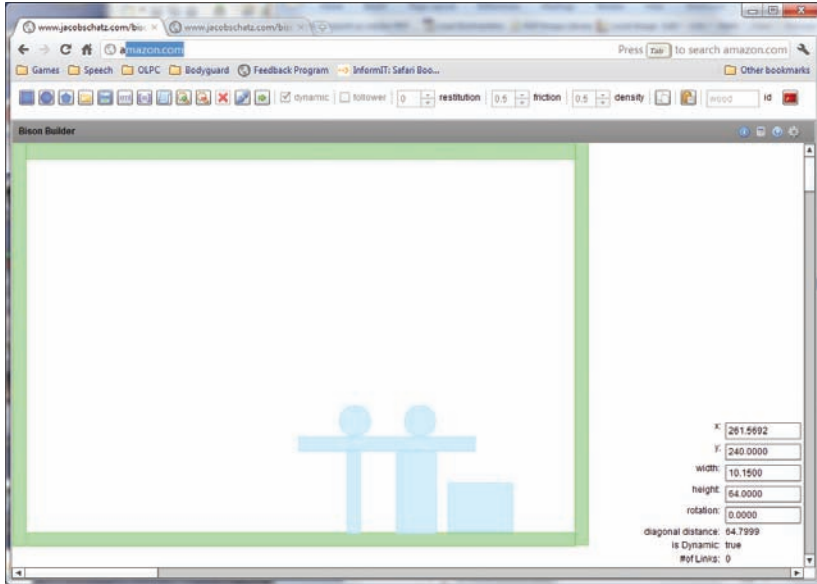 www.jacobschatz.com/bis www.jacobschatz.com/bis
amazon.com Press Tab to search amazon.com
Games Speech OLPC Bodyguard Feedback Program InformIT: Safari Boo... Other bookmarks
dynamic follower 0 restitution 0.5 friction 0.5 density wood id
Bison Builder
x: 261.5692
y: 240.0000
width: 10.1500
height: 64.0000
rotation: 0.0000
diagonal distance: 64.7999
is Dynamic: true
#of Links: 0